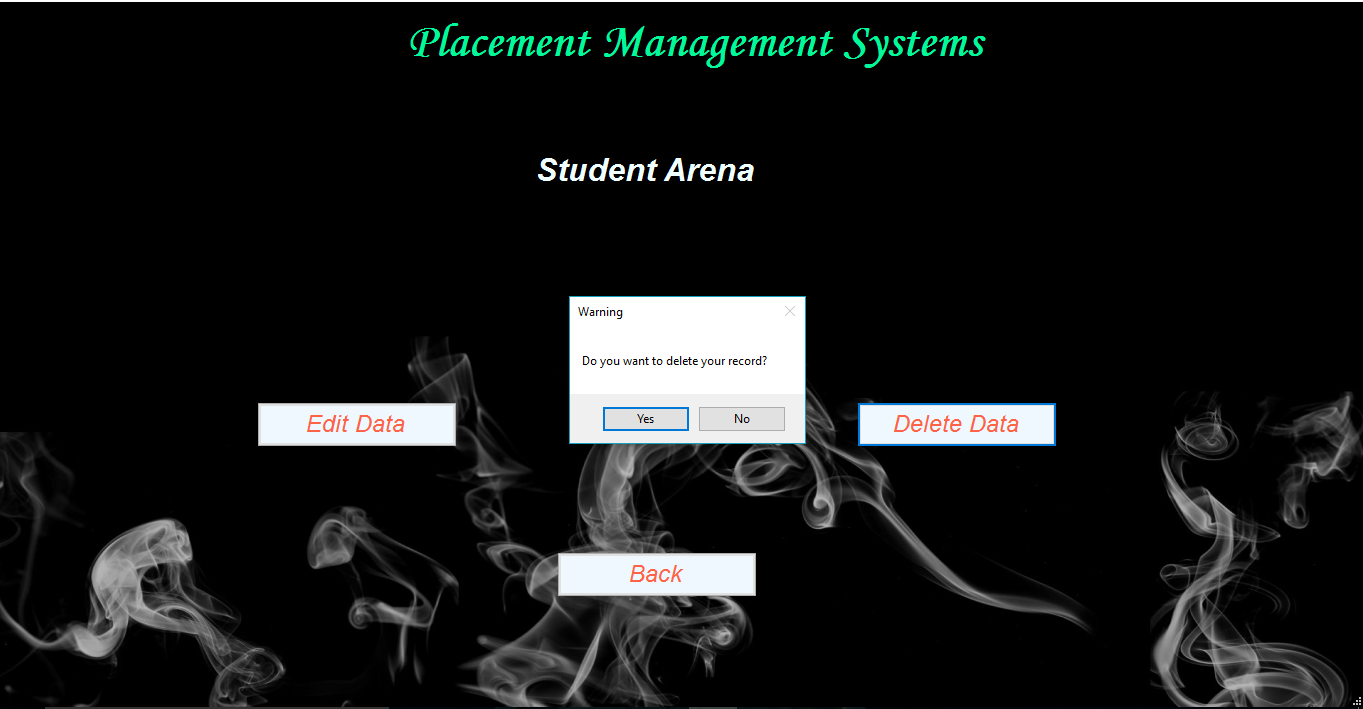 Placement Management Systems
Student Arena
Warning
Do you want to delete your record?
Yes
No
Edit Data
Delete Data
Back